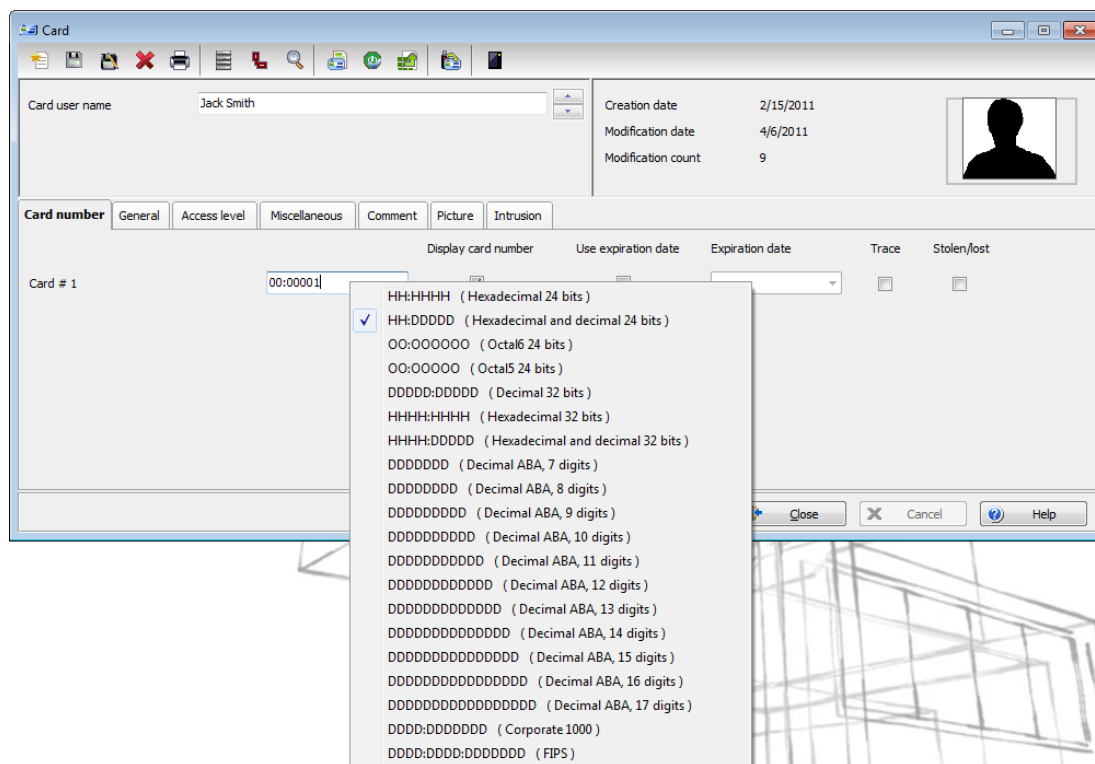 Card
Card user name
Jack Smith
Creation date 2/15/2011
Modification date 4/6/2011
Modification count 9
Card number General Access level Miscellaneous Comment Picture Intrusion
Display card number Use expiration date Expiration date Trace Stolen/lost
Card # 1 00:00001
HH:HHHH ( Hexadecimal 24 bits )
HH:DDDDD ( Hexadecimal and decimal 24 bits )
OO:OOOOOO ( Octal6 24 bits )
OO:OOOOO ( Octal5 24 bits )
DDDDD:DDDDD ( Decimal 32 bits )
HHHH:HHHH ( Hexadecimal 32 bits )
HHHH:DDDDD ( Hexadecimal and decimal 32 bits )
DDDDDDD ( Decimal ABA, 7 digits )
DDDDDDDD ( Decimal ABA, 8 digits )
DDDDDDDDD ( Decimal ABA, 9 digits )
Close Cancel Help
DDDDDDDDDD ( Decimal ABA, 10 digits )
DDDDDDDDDDD ( Decimal ABA, 11 digits )
DDDDDDDDDDDD ( Decimal ABA, 12 digits )
DDDDDDDDDDDDD ( Decimal ABA, 13 digits )
DDDDDDDDDDDDDD ( Decimal ABA, 14 digits )
DDDDDDDDDDDDDDD ( Decimal ABA, 15 digits )
DDDDDDDDDDDDDDDD ( Decimal ABA, 16 digits )
DDDDDDDDDDDDDDDDD ( Decimal ABA, 17 digits )
DDDD:DDDDDDD ( Corporate 1000 )
DDDD:DDDD:DDDDDDD ( FIPS )